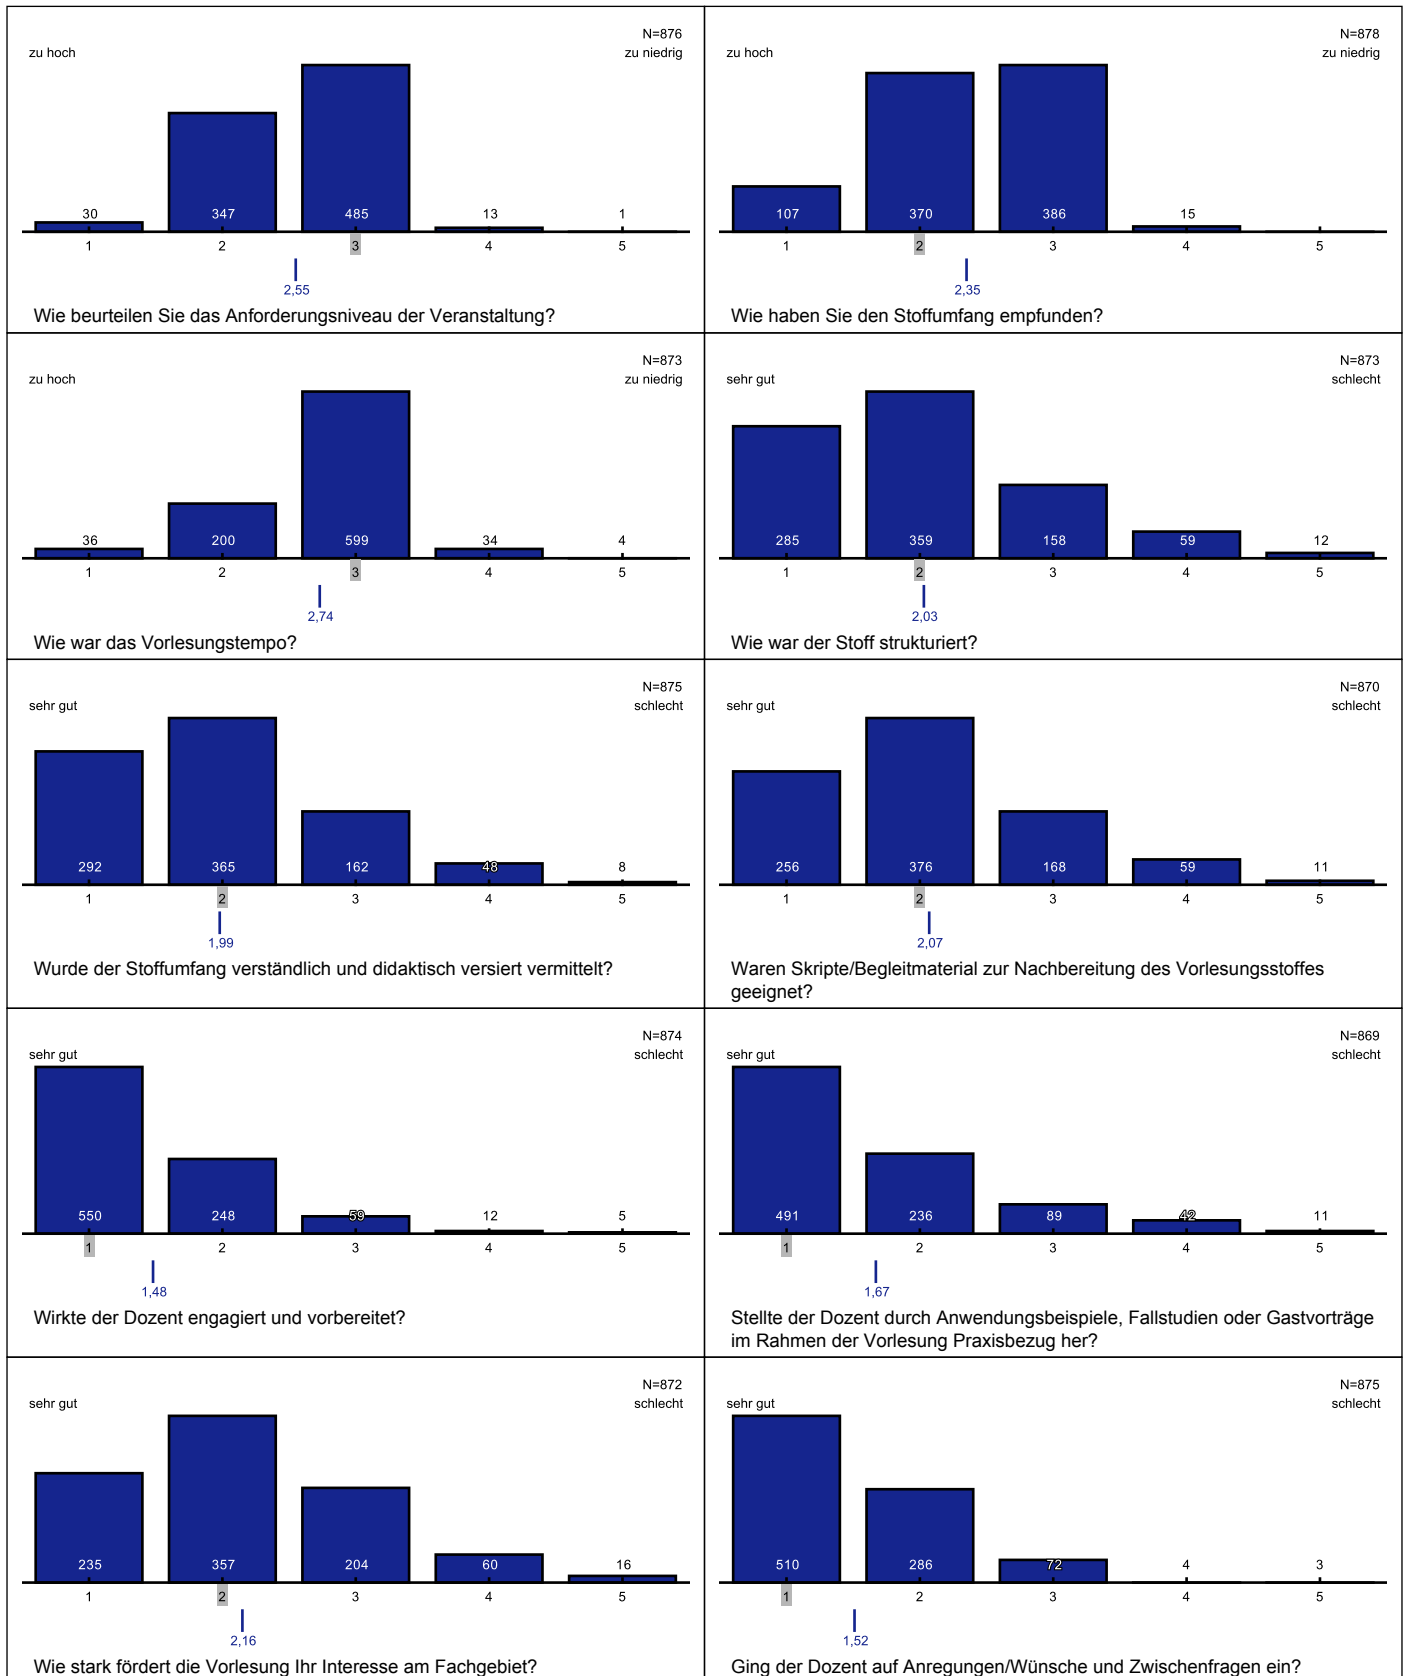 N=876
zu hoch
zu niedrig
30
347
485
13
1
1
2
3
4
5
2,55
Wie beurteilen Sie das Anforderungsniveau der Veranstaltung?
N=878
zu hoch
zu niedrig
107
370
386
15
1
2
3
4
5
2,35
Wie haben Sie den Stoffumfang empfunden?
N=873
zu hoch
zu niedrig
36
200
599
34
4
1
2
3
4
5
2,74
Wie war das Vorlesungstempo?
N=873
sehr gut
schlecht
285
359
158
59
12
1
2
3
4
5
2,03
Wie war der Stoff strukturiert?
N=875
sehr gut
schlecht
292
365
162
48
8
1
2
3
4
5
1,99
Wurde der Stoffumfang verständlich und didaktisch versiert vermittelt?
N=870
sehr gut
schlecht
256
376
168
59
11
1
2
3
4
5
2,07
Waren Skripte/Begleitmaterial zur Nachbereitung des Vorlesungsstoffes
geeignet?
N=874
sehr gut
schlecht
550
248
59
12
5
1
2
3
4
5
1,48
Wirkte der Dozent engagiert und vorbereitet?
N=869
sehr gut
schlecht
491
236
89
42
11
1
2
3
4
5
1,67
Stellte der Dozent durch Anwendungsbeispiele, Fallstudien oder Gastvorträge
im Rahmen der Vorlesung Praxisbezug her?
N=872
sehr gut
schlecht
235
357
204
60
16
1
2
3
4
5
2,16
Wie stark fördert die Vorlesung Ihr Interesse am Fachgebiet?
N=875
sehr gut
schlecht
510
286
72
4
3
1
2
3
4
5
1,52
Ging der Dozent auf Anregungen/Wünsche und Zwischenfragen ein?